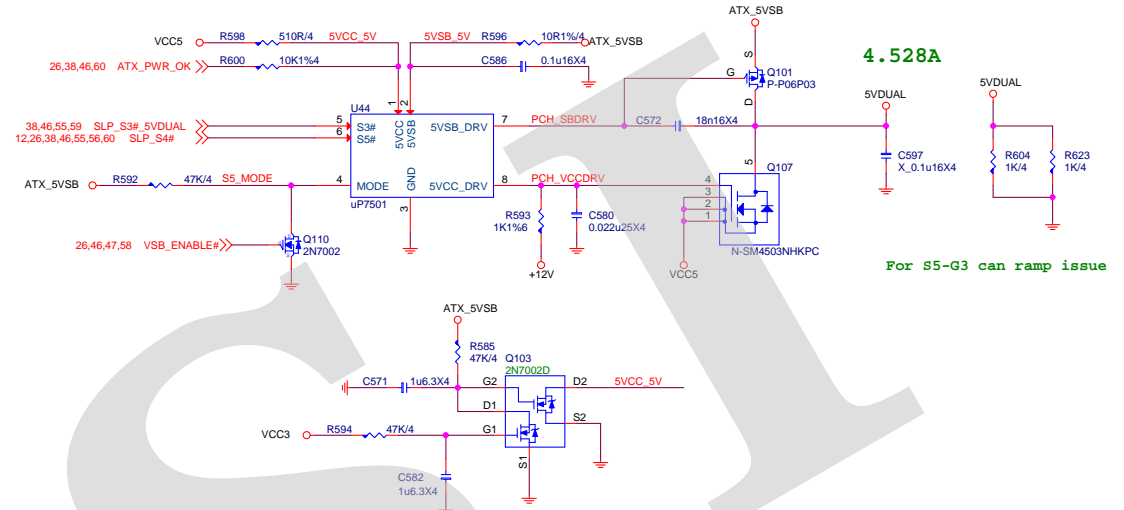 ATX_5VSB
VCC5 R598 510R/4 5VCC_5V 5VSB_5V R596 10R1%/4 ATX_5VSB
4.528A
26,38,46,60 ATX_PWR_OK R600 10K1%4 C586 0.1u16X4
S
G Q101
P-P06P03
D
5VDUAL 5VDUAL
U44 1 2
38,46,55,59 SLP_S3#_5VDUAL 5 S3# 5VCC 5VSB 5VSB_DRV 7 PCH_SBDRV C572 18n16X4
12,26,38,46,55,56,60 SLP_S4# 6 S5#
C597
X_0.1u16X4
R604
1K/4
R623
1K/4
ATX_5VSB R592 47K/4 S5_MODE 4 MODE GND 5VCC_DRV 8 PCH_VCCDRV
uP7501 3
5 Q107
4
3
2
1
N-SM4503NHKPC
R593
1K1%6
C580
0.022u25X4
+12V
VCC5
26,46,47,58 VSB_ENABLE# Q110
2N7002
For S5-G3 can ramp issue
ATX_5VSB
R585
47K/4
Q103
2N7002D
C571 1u6.3X4 G2 D2 5VCC_5V
D1
S2
VCC3 R594 47K/4 G1
S1
C582
1u6.3X4